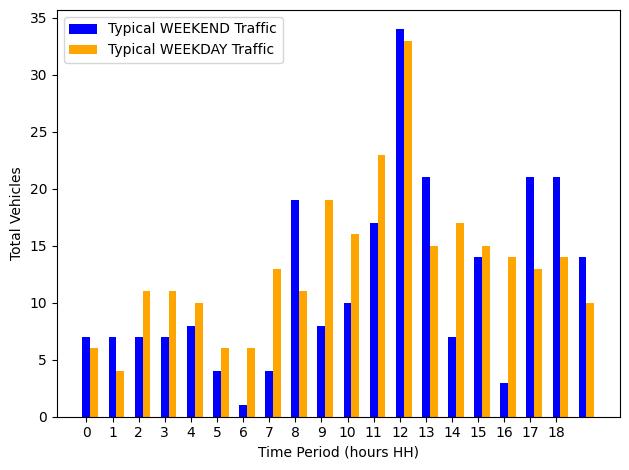 Typical WEEKEND Traffic
Typical WEEKDAY Traffic
35
30
25
20
15
10
5
0
Total Vehicles
0 1 2 3 4 5 6 7 8 9 10 11 12 13 14 15 16 17 18
Time Period (hours HH)